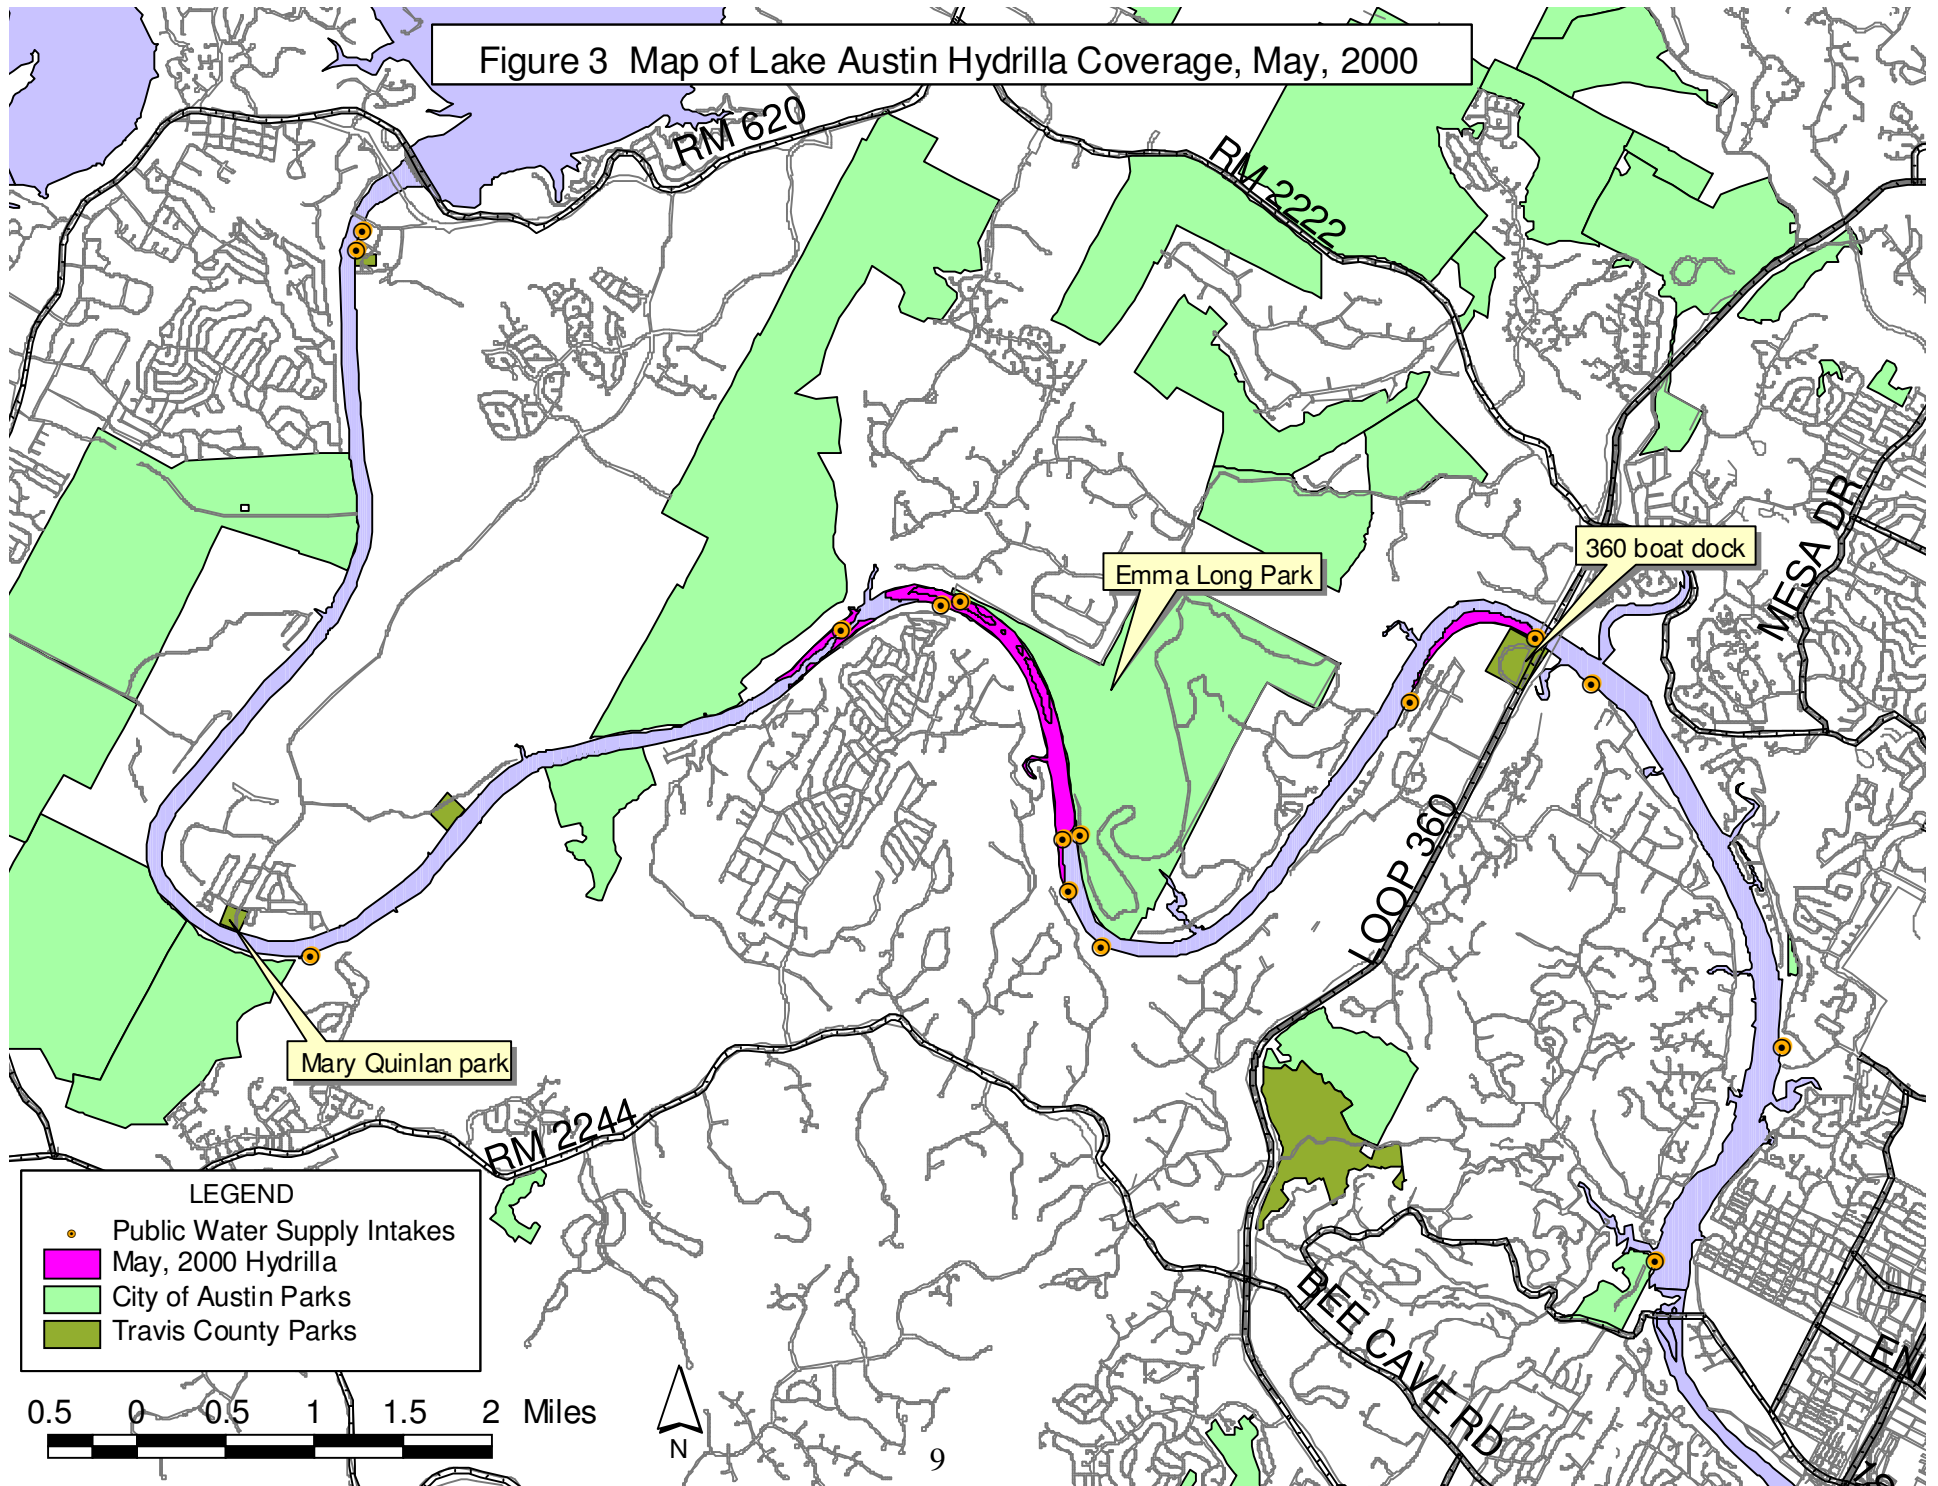 Figure 3 Map of Lake Austin Hydrilla Coverage, May, 2000
RM 620
RM 2222
MESA DR
360 boat dock
Emma Long Park
LOOP 360
Mary Quinlan park
RM 2244
BEE CAVE RD
LEGEND
Public Water Supply Intakes
May, 2000 Hydrilla
City of Austin Parks
Travis County Parks
0.5 0 0.5 1 1.5 2 Miles
N
9